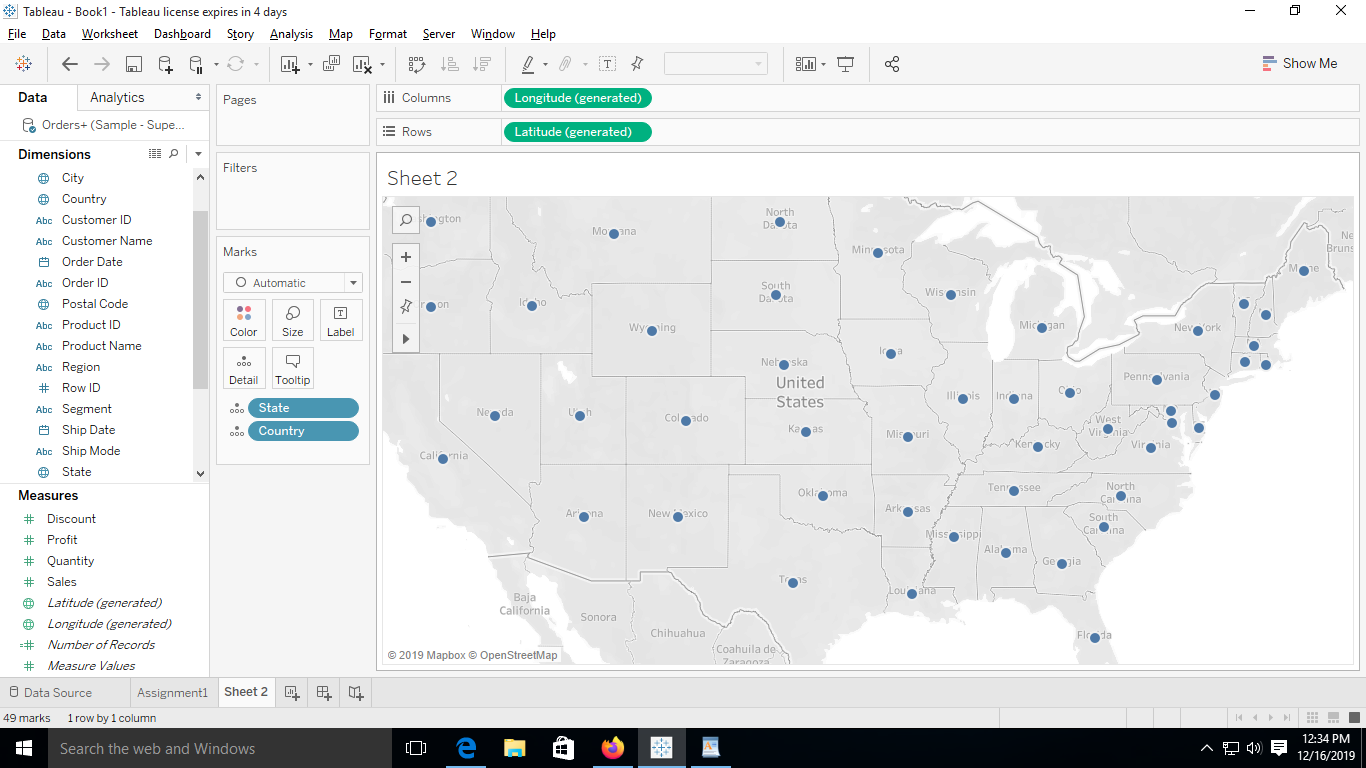 Tableau - Book1 - Tableau license expires in 4 days
File Data Worksheet Dashboard Story Analysis Map Format Server Window Help
Show Me
Data Analytics
Orders+ (Sample - Supe...
Dimensions
City
Country
Abc Customer ID
Abc Customer Name
Order Date
Abc Order ID
Postal Code
Abc Product ID
Abc Product Name
Abc Region
# Row ID
Abc Segment
Ship Date
Abc Ship Mode
State
Measures
# Discount
# Profit
# Quantity
# Sales
Latitude (generated)
Longitude (generated)
=# Number of Records
# Measure Values
Pages
Filters
Marks
Automatic
Color Size Label
Detail Tooltip
State
Country
Columns Longitude (generated)
Rows Latitude (generated)
Sheet 2
North
Dakota
Montana
Minnesota
Maine
South
Dakota
Wisconsin
Idaho
Wyoming
Michigan
New York
Iowa
Nebraska
United
States
Pennsylvania
Illinois Indiana Ohio
Nevada Utah Colorado
Kansas
Missouri
West
Virginia
Kentucky Virginia
California
Tennessee
North
Carolina
Oklahoma
Arizona New Mexico
Arkansas
South
Carolina
Mississippi
Alabama
Georgia
Texas
Louisiana
Baja
California
Sonora
Chihuahua
Florida
Coahuila de
Zaragoza
© 2019 Mapbox © OpenStreetMap
Data Source Assignment1 Sheet 2
49 marks 1 row by 1 column
Search the web and Windows
12:34 PM
12/16/2019